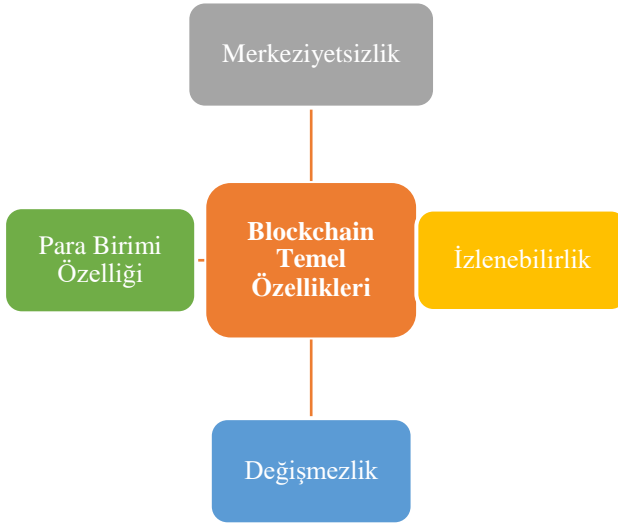 Merkeziyetsizlik
Para Birimi
Özelliği
Blockchain
Temel
Özellikleri
İzlenebilirlik
Değişmezlik